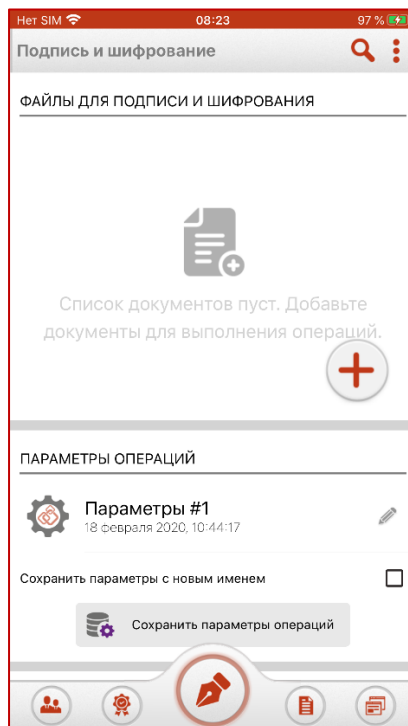 Нет SIM 08:23 97 %
Подпись и шифрование
ФАЙЛЫ ДЛЯ ПОДПИСИ И ШИФРОВАНИЯ
Список документов пуст. Добавьте
документы для выполнения операций.
ПАРАМЕТРЫ ОПЕРАЦИЙ
Параметры #1
18 февраля 2020, 10:44:17
Сохранить параметры с новым именем
Сохранить параметры операций